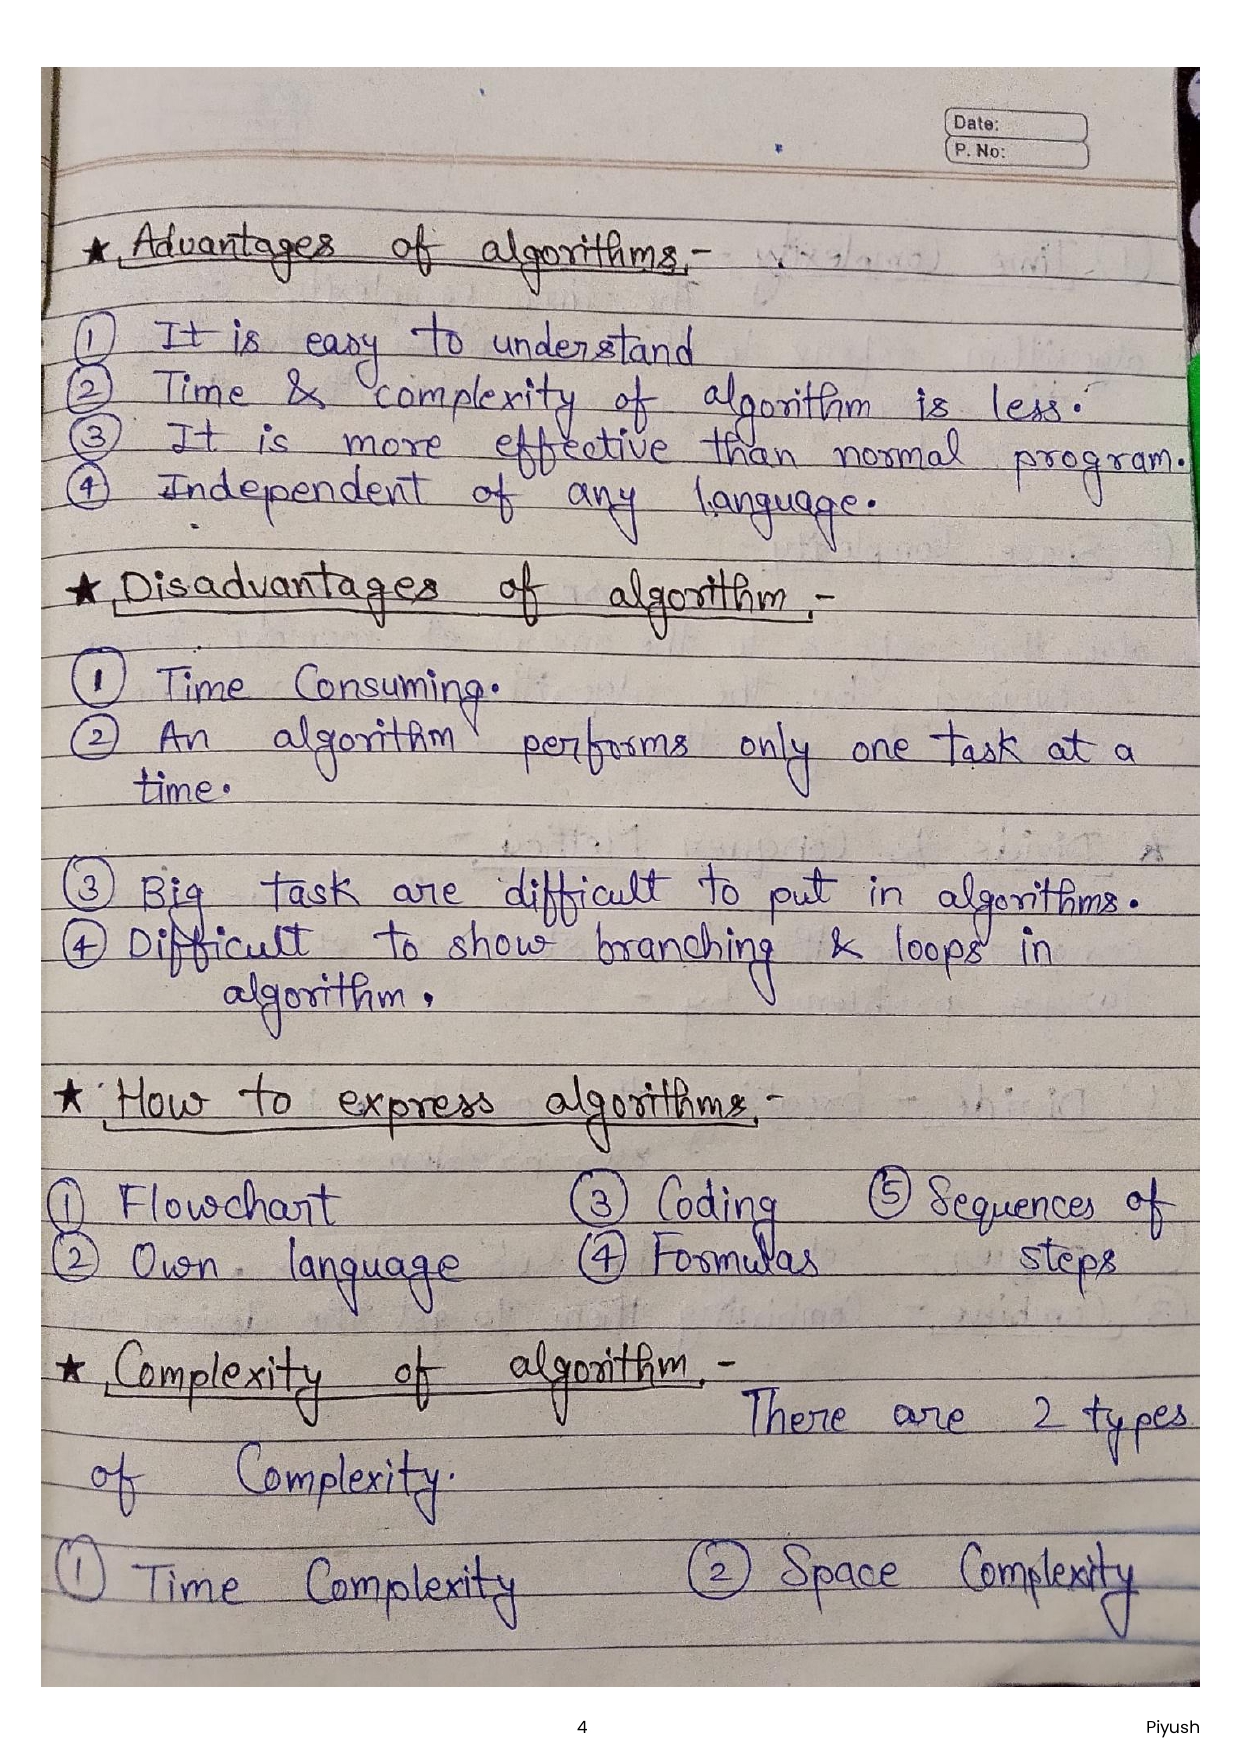 Date:
P. No:
★ Advantages of algorithms,-
① It is easy to understand
② Time & complexity of algorithm is less.
③ It is more effective than normal program.
④ Independent of any language.
★ Disadvantages of algorithm,-
① Time Consuming.
② An algorithm performs only one task at a
time.
③ Big task are difficult to put in algorithms.
④ Difficult to show branching & loops in
algorithm.
★ How to express algorithms,-
① Flowchart ③ Coding ⑤ Sequences of
② Own language ④ Formulas steps
★ Complexity of algorithm,-
There are 2 types
of Complexity.
① Time Complexity ② Space Complexity
4 Piyush